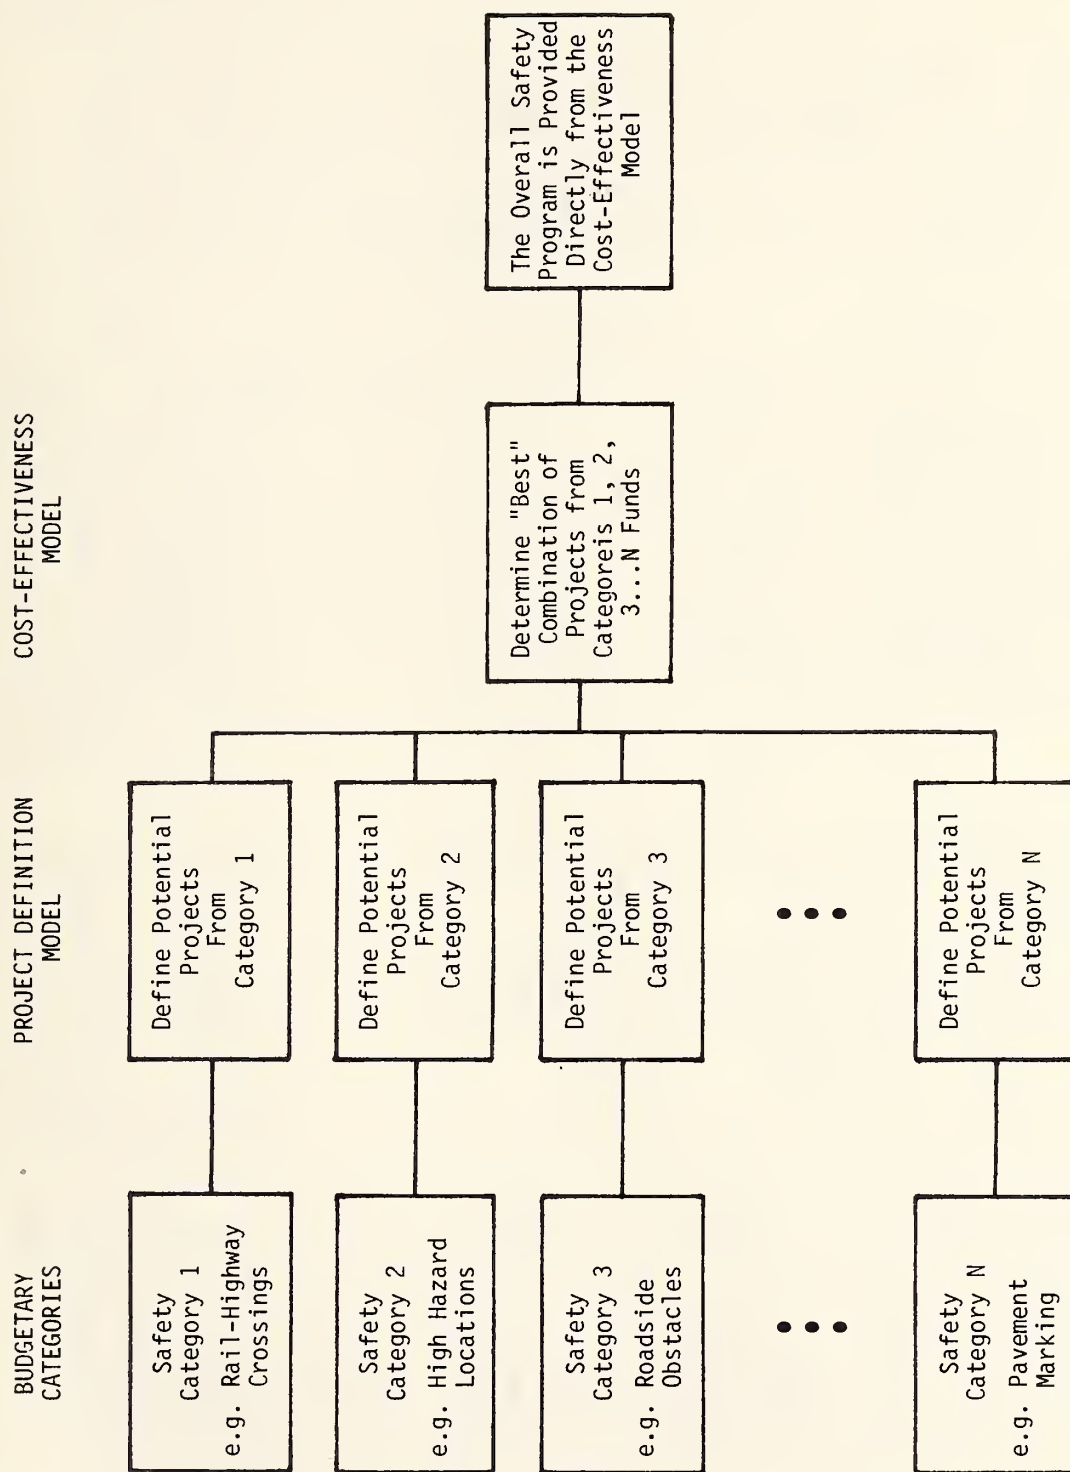 BUDGETARY
CATEGORIES
PROJECT DEFINITION
MODEL
COST-EFFECTIVENESS
MODEL
Safety
Category 1
e.g. Rail-Highway
Crossings
Define Potential
Projects
From
Category 1
Safety
Category 2
e.g. High Hazard
Locations
Define Potential
Projects
From
Category 2
Safety
Category 3
e.g. Roadside
Obstacles
Define Potential
Projects
From
Category 3
Safety
Category N
e.g. Pavement
Marking
Define Potential
Projects
From
Category N
Determine "Best"
Combination of
Projects from
Categoreis 1, 2,
3...N Funds
The Overall Safety
Program is Provided
Directly from the
Cost-Effectiveness
Model